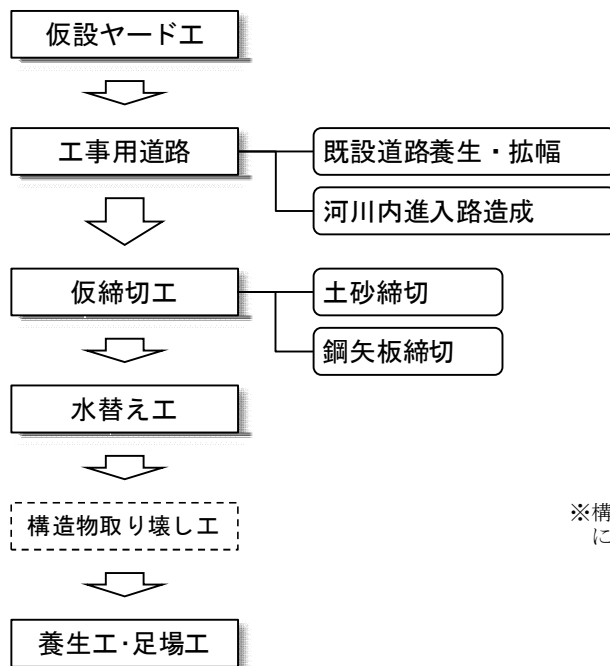 仮設ヤード工
工事用道路
既設道路養生・拡幅
河川内進入路造成
仮締切工
土砂締切
鋼矢板締切
水替え工
構造物取り壊し工
※構
に
養生工・足場工